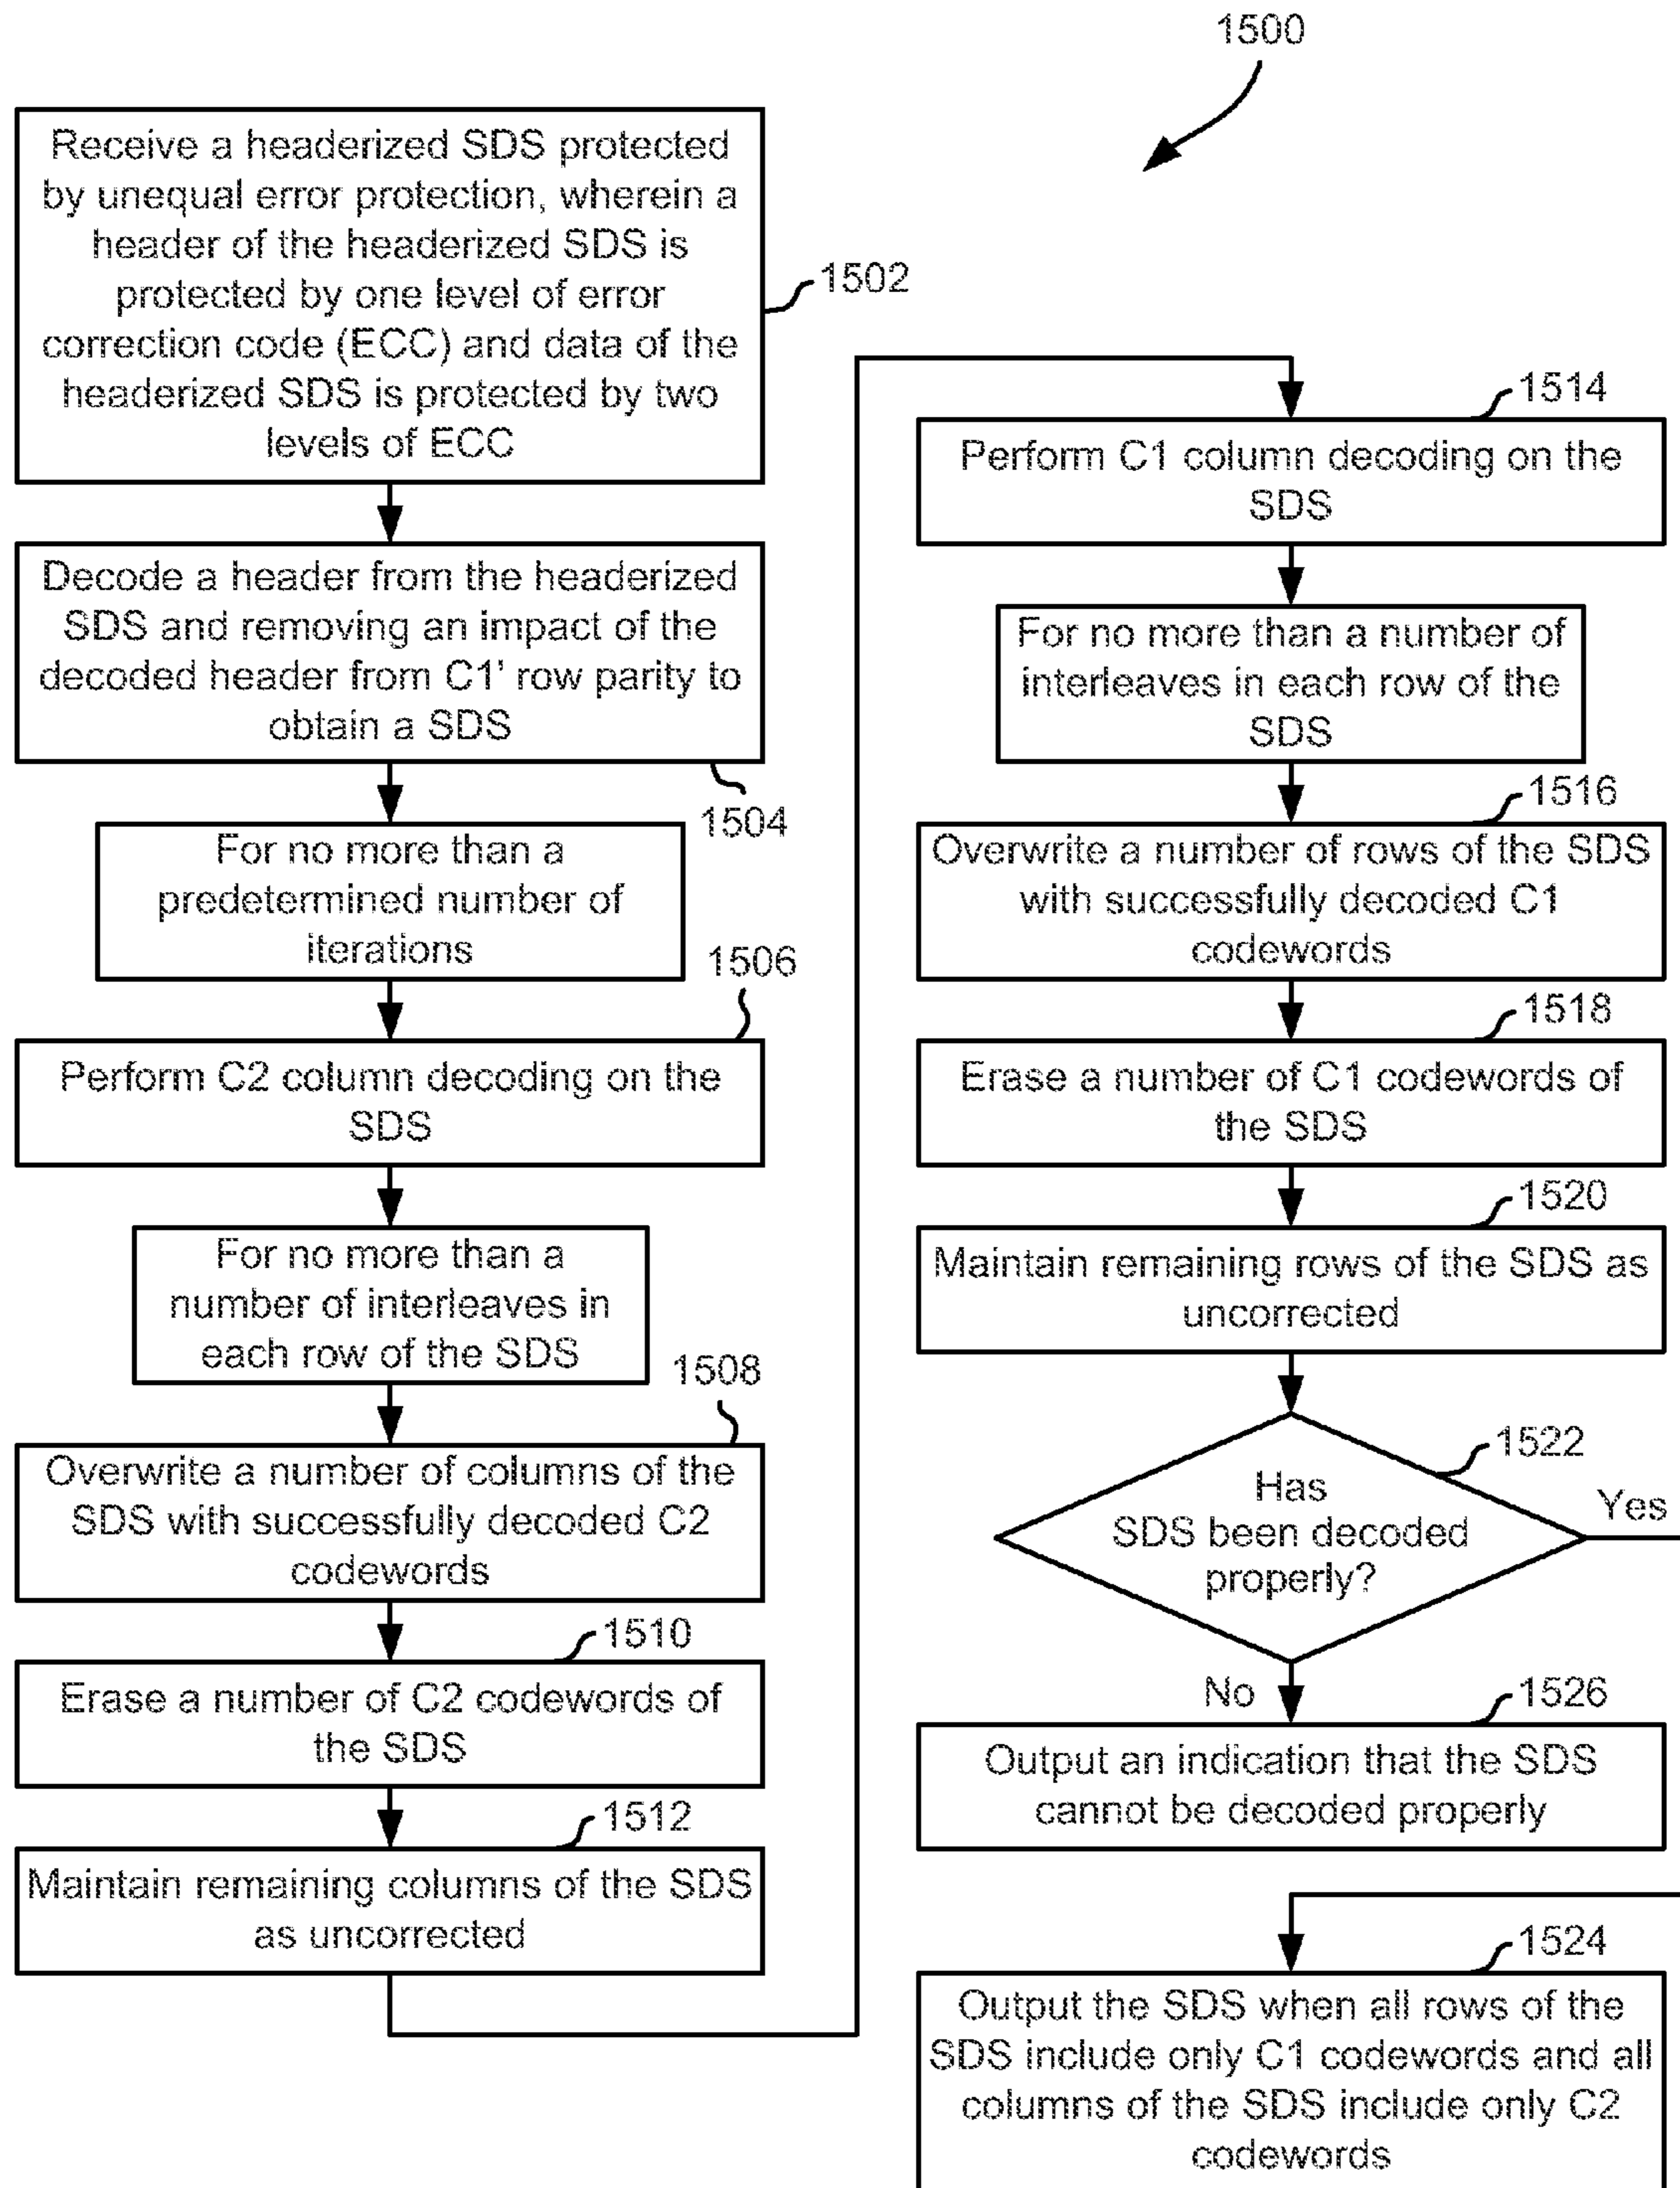 1500
Receive a headerized SDS protected
by unequal error protection, wherein a
header of the headerized SDS is
protected by one level of error
correction code (ECC) and data of the
headerized SDS is protected by two
levels of ECC
1502
Decode a header from the headerized
SDS and removing an impact of the
decoded header from C1' row parity to
obtain a SDS
1504
For no more than a
predetermined number of
iterations
1506
Perform C2 column decoding on the
SDS
For no more than a
number of interleaves in
each row of the SDS
1508
Overwrite a number of columns of the
SDS with successfully decoded C2
codewords
1510
Erase a number of C2 codewords of
the SDS
1512
Maintain remaining columns of the SDS
as uncorrected
1514
Perform C1 column decoding on the
SDS
For no more than a number of
interleaves in each row of the
SDS
1516
Overwrite a number of rows of the SDS
with successfully decoded C1
codewords
1518
Erase a number of C1 codewords of
the SDS
1520
Maintain remaining rows of the SDS as
uncorrected
1522
Has
SDS been decoded
properly?
Yes
No
1526
Output an indication that the SDS
cannot be decoded properly
1524
Output the SDS when all rows of the
SDS include only C1 codewords and all
columns of the SDS include only C2
codewords